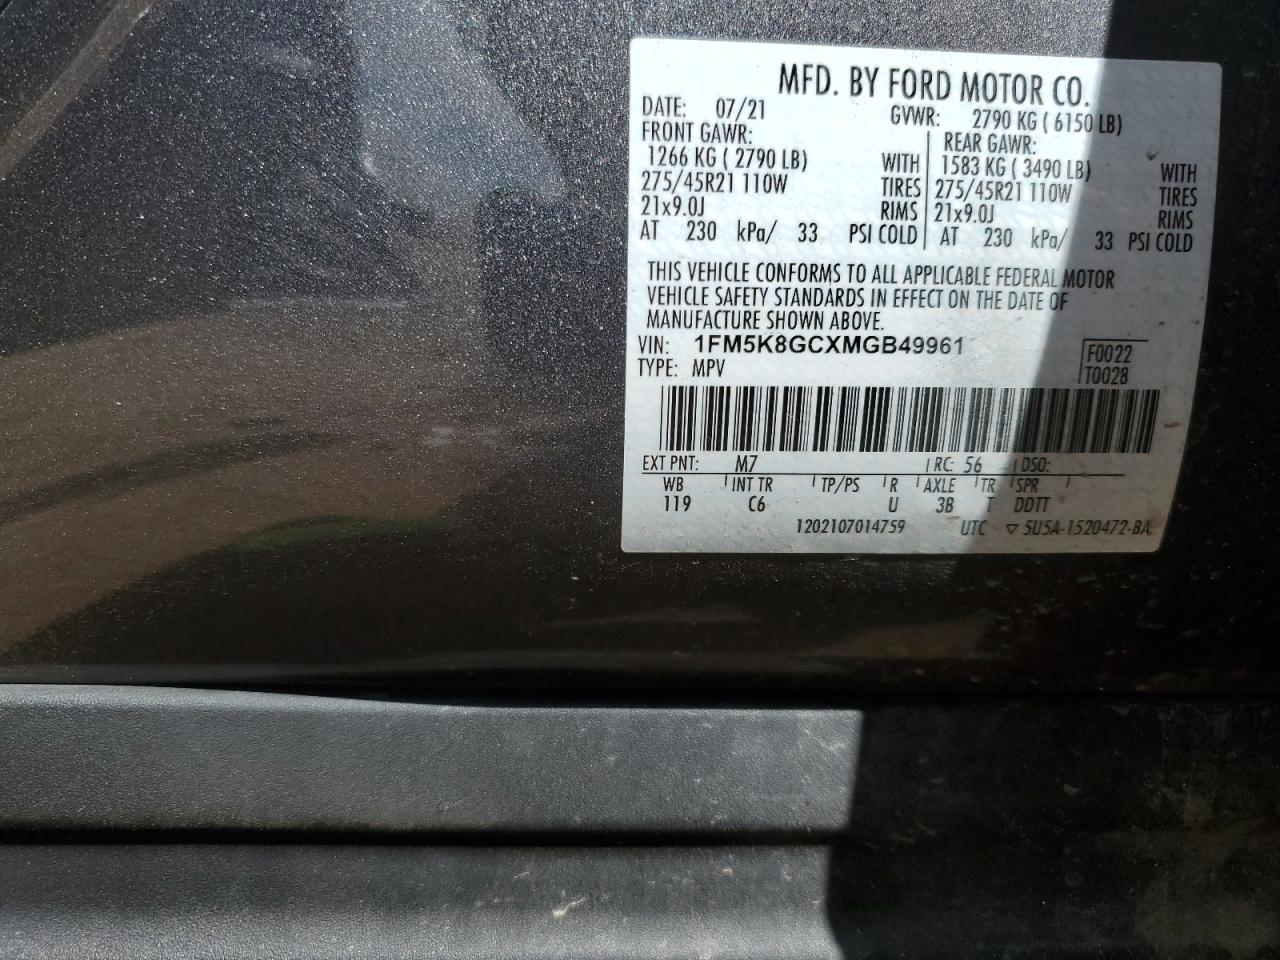 MFD. BY FORD MOTOR CO.
DATE: 07/21 GVWR: 2790 KG ( 6150 LB)
FRONT GAWR: REAR GAWR:
1266 KG ( 2790 LB) WITH 1583 KG ( 3490 LB) WITH
275/45R21 110W TIRES 275/45R21 110W TIRES
21x9.0J RIMS 21x9.0J RIMS
AT 230 kPa/ 33 PSI COLD AT 230 kPa/ 33 PSI COLD
THIS VEHICLE CONFORMS TO ALL APPLICABLE FEDERAL MOTOR
VEHICLE SAFETY STANDARDS IN EFFECT ON THE DATE OF
MANUFACTURE SHOWN ABOVE.
VIN: 1FM5K8GCXMGB49961 F0022
TYPE: MPV T0028
EXT PNT: M7 RC: 56 DSO:
WB INT TR TP/PS R AXLE TR SPR
119 C6 U 3B T DDTT
1202107014759 UTC ▽ 5U5A-1520472-BA